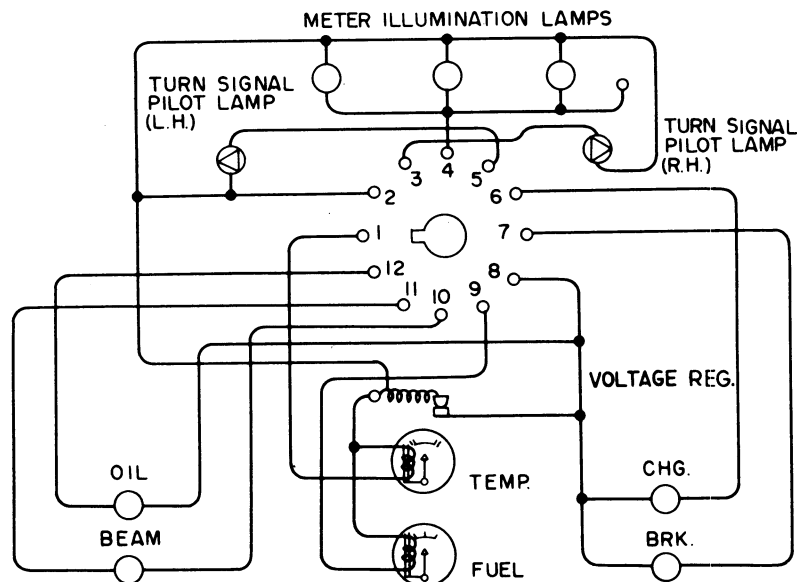 METER ILLUMINATION LAMPS
TURN SIGNAL
PILOT LAMP
(L.H.)
TURN SIGNAL
PILOT LAMP
(R.H.)
3
4
5
2
6
1
7
12
8
11
10
9
VOLTAGE REG.
OIL
TEMP.
CHG.
BEAM
BRK.
FUEL